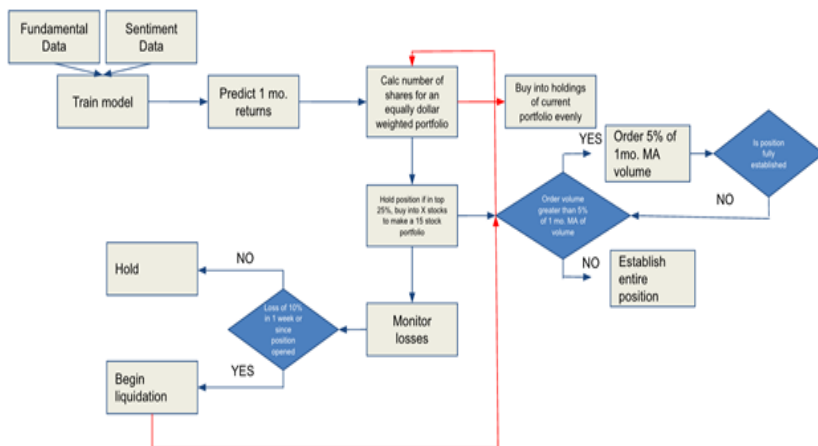 Fundamental
Data
Sentiment
Data
Train model
Predict 1 mo.
returns
Calc number of
shares for an
equally dollar
weighted portfolio
Buy into holdings
of current
portfolio evenly
YES
Order 5% of
1mo. MA
volume
Is position
fully
established
NO
Hold position if in top
25%, buy into X stocks
to make a 15 stock
portfolio
Order volume
greater than 5%
of 1 mo. MA of
volume
NO
Establish
entire
position
Hold
NO
Loss of 10%
in 1 week or
since
position
opened
Monitor
losses
YES
Begin
liquidation